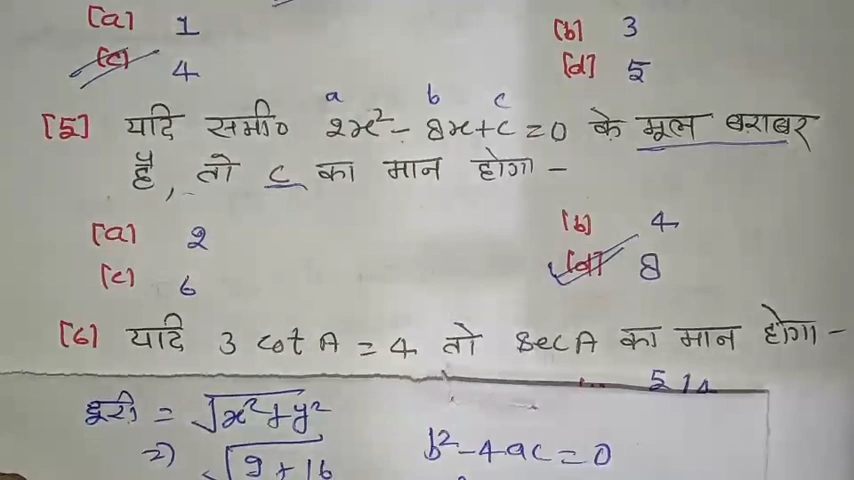 [a] 1 [b] 3
[c] 4 [d] 5
a b c
[5] यदि समी० 2x² - 8x + c = 0 के मूल बराबर
है, तो c का मान होगा -
[a] 2 [b] 4
[c] 6 [d] 8
[6] यदि 3 cot A = 4 तो sec A का मान होगा -
दूरी = √x² + y²
=) √9 + 16 b² - 4ac = 0